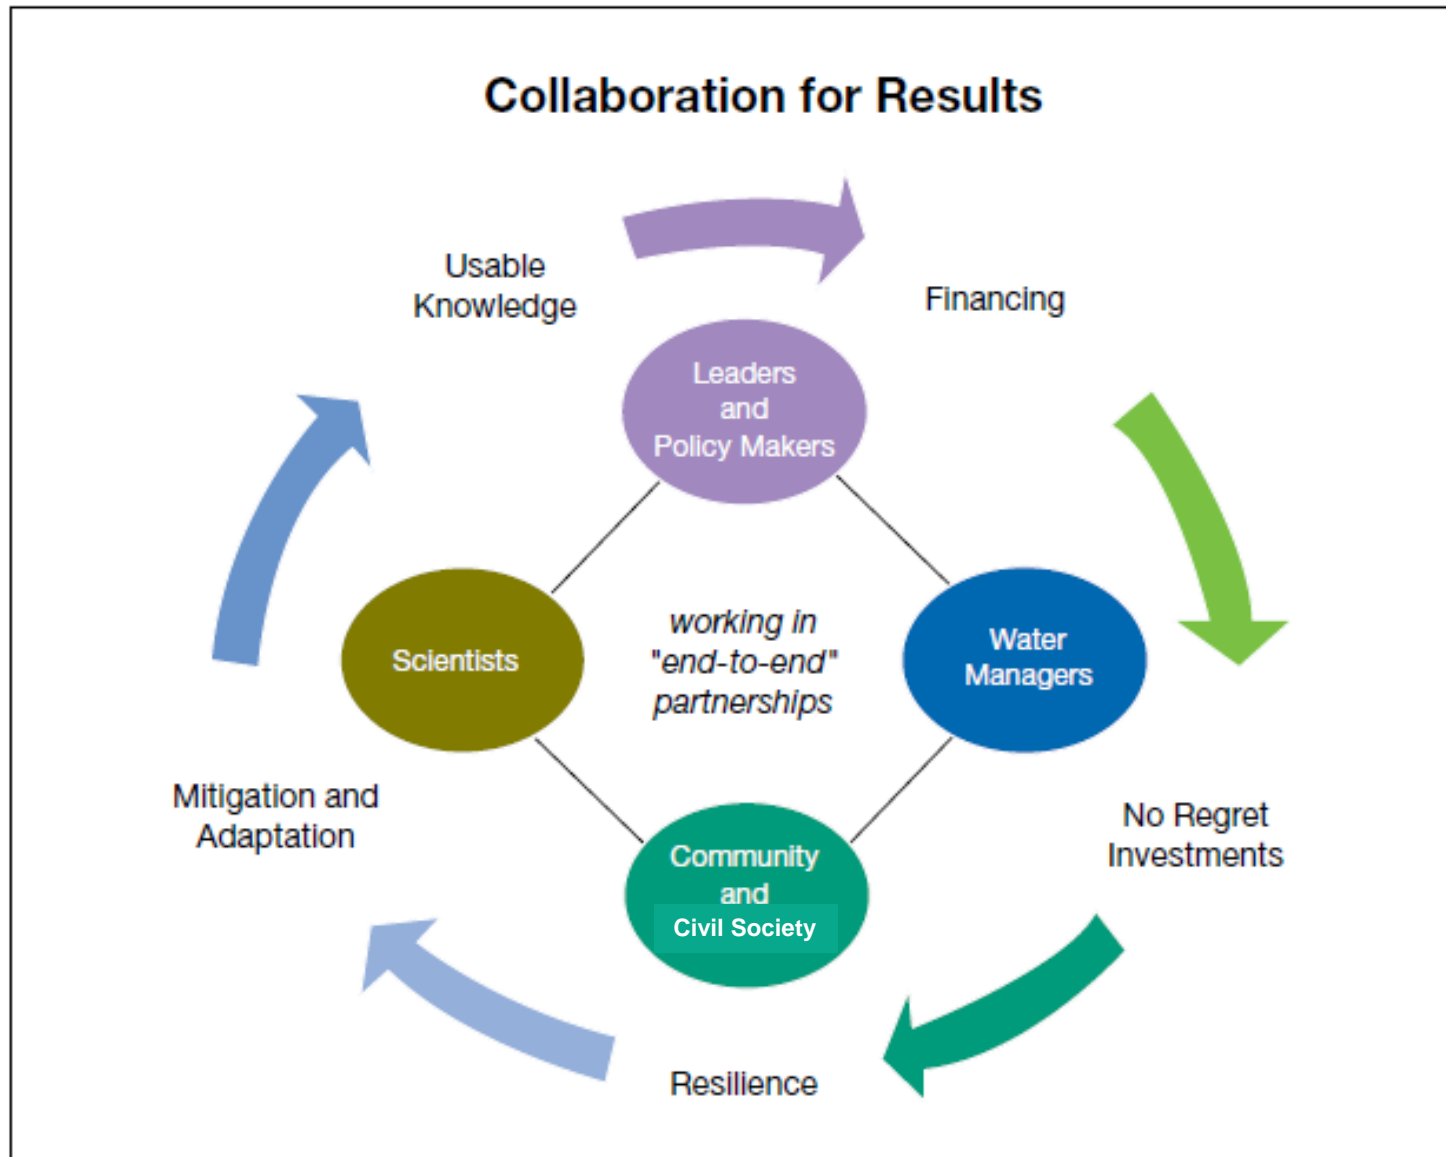 Collaboration for Results
Usable
Knowledge
Financing
Leaders
and
Policy Makers
Scientists
working in
"end-to-end"
partnerships
Water
Managers
Mitigation and
Adaptation
No Regret
Investments
Community
and
Civil Society
Resilience